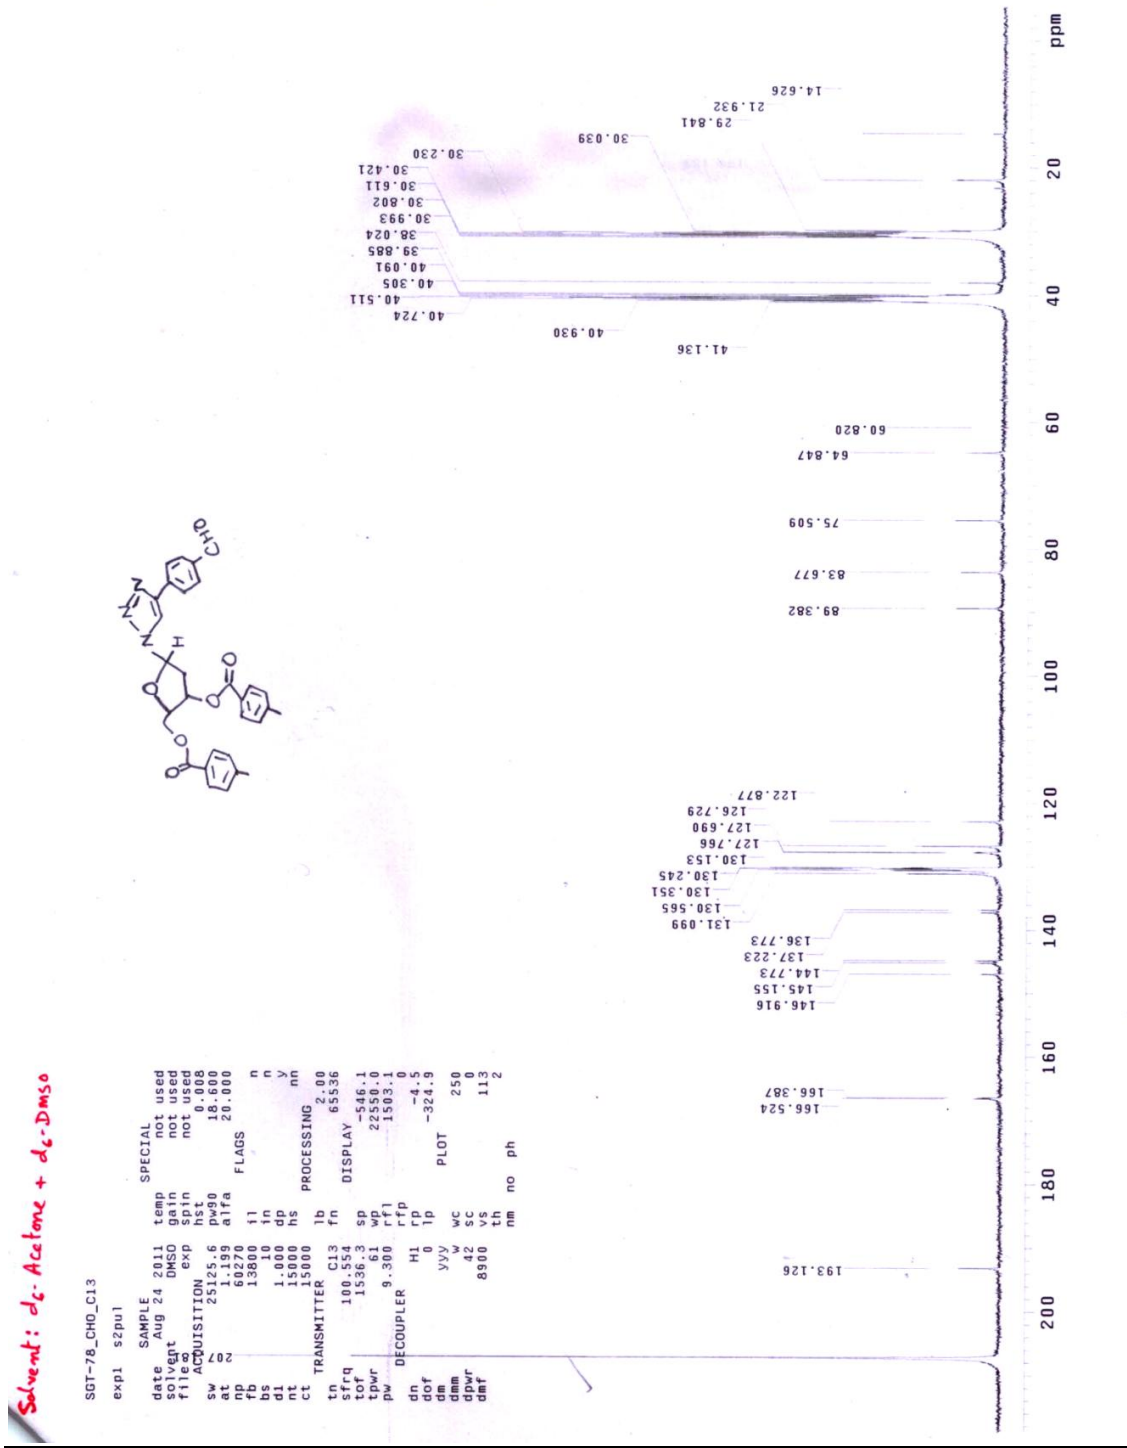 Solvent: d6-Acetone + d6-DMSO
SGT-78_CHO_C13
exp1 s2pul
SAMPLE
date Aug 24 2011
solvent DMSO
file exp
ACQUISITION
sw 25125.6
at 1.199
np 60270
fb 13800
bs 10
d1 1.000
nt 15000
ct 15000
TRANSMITTER
tn C13
sfrq 100.554
tof 1536.3
tpwr 61
pw 9.300
DECOUPLER
dn H1
dof 0
dm yyy
dmm w
dpwr 42
dmf 8900
SPECIAL
temp not used
gain not used
spin not used
hst 0.008
pw90 18.600
alfa 20.000
FLAGS
il n
in n
dp y
hs nn
PROCESSING
lb 2.00
fn 65536
DISPLAY
sp -546.1
wp 22550.0
rfl 1503.1
rfp 0
rp -4.5
lp -324.9
PLOT
wc 250
sc 0
vs 113
th 2
nm no ph
O
O
O
O
O
H
N
N
N
CHO
193.126
166.524
166.387
146.916
145.155
144.773
137.223
136.773
131.099
130.565
130.351
130.245
130.153
127.766
127.690
126.729
122.877
89.382
83.677
75.509
64.847
60.820
41.136
40.930
40.724
40.511
40.305
40.091
39.885
38.024
30.993
30.802
30.611
30.421
30.230
30.039
29.841
21.932
14.626
200 180 160 140 120 100 80 60 40 20 ppm